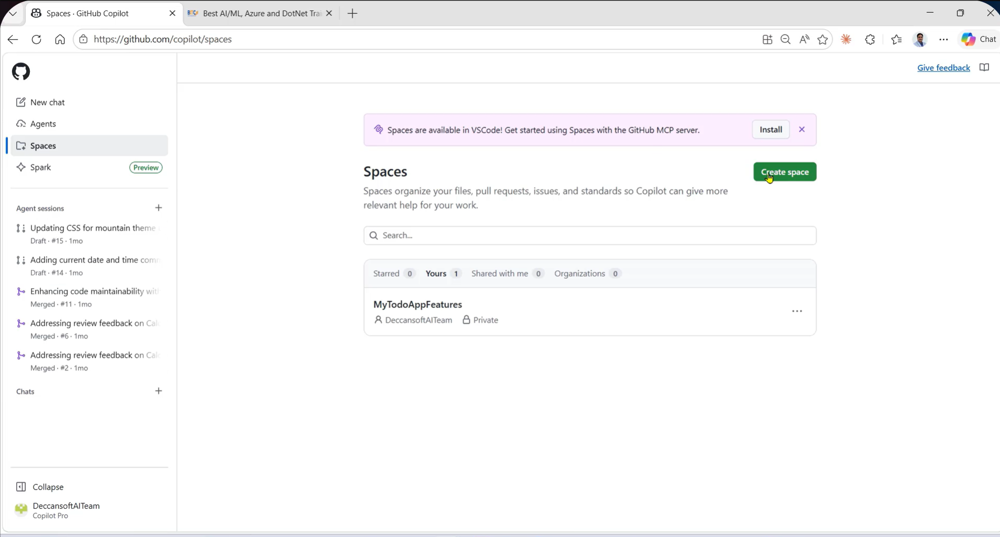 Spaces · GitHub Copilot
Best AI/ML, Azure and DotNet Trai
https://github.com/copilot/spaces
Chat
Give feedback
New chat
Agents
Spaces
Spark
Preview
Agent sessions
Updating CSS for mountain theme
Draft · #15 · 1mo
Adding current date and time com
Draft · #14 · 1mo
Enhancing code maintainability wit
Merged · #11 · 1mo
Addressing review feedback on Cal
Merged · #6 · 1mo
Addressing review feedback on Cal
Merged · #2 · 1mo
Chats
Collapse
DeccansoftAITeam
Copilot Pro
Spaces are available in VSCode! Get started using Spaces with the GitHub MCP server.
Install
Spaces
Create space
Spaces organize your files, pull requests, issues, and standards so Copilot can give more
relevant help for your work.
Search...
Starred 0 Yours 1 Shared with me 0 Organizations 0
MyTodoAppFeatures
DeccansoftAITeam Private